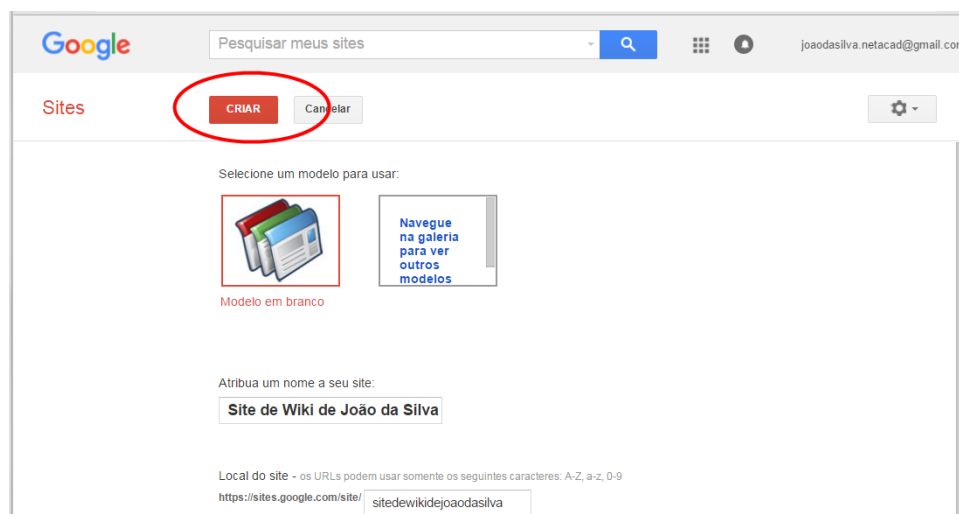 Google
Pesquisar meus sites
joaodasilva.netacad@gmail.co
Sites
CRIAR
Cancelar
Selecione um modelo para usar:
Navegue
na galeria
para ver
outros
modelos
Modelo em branco
Atribua um nome a seu site:
Site de Wiki de João da Silva
Local do site - os URLs podem usar somente os seguintes caracteres: A-Z, a-z, 0-9
https://sites.google.com/site/ sitedewikidejoaodasilva